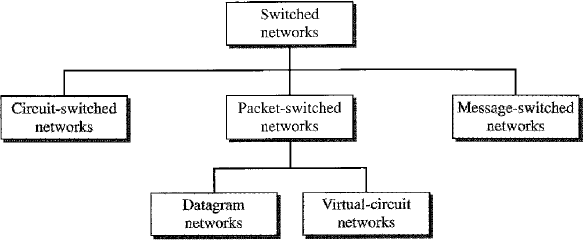 Switched
networks
Circuit-switched
networks
Packet-switched
networks
Message-switched
networks
Datagram
networks
Virtual-circuit
networks